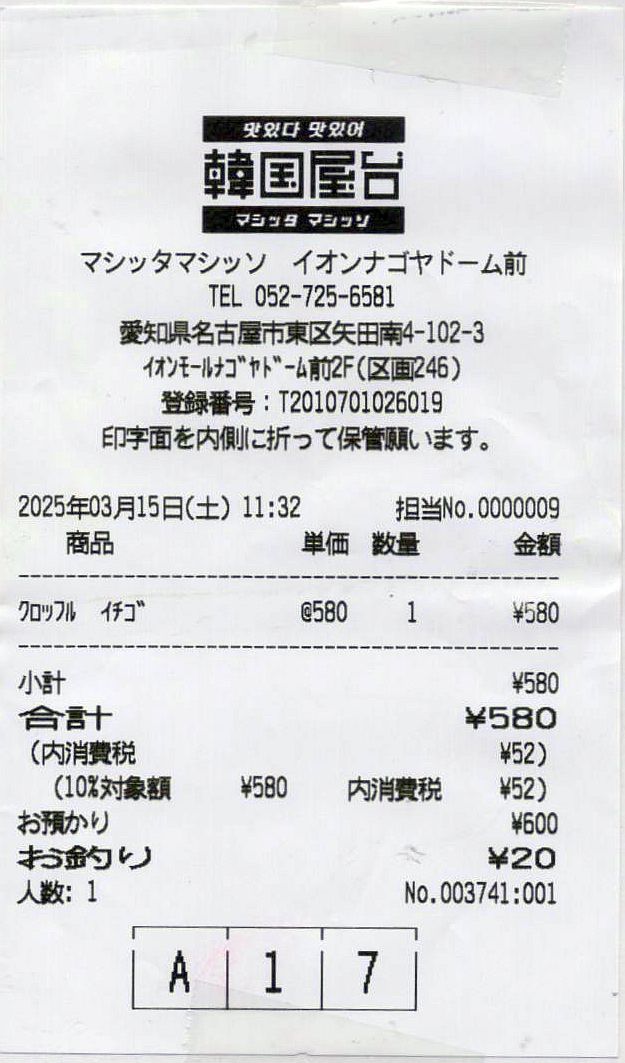 맛있다 맛있어
韓国屋台
マシッタ マシッソ
マシッタマシッソ イオンナゴヤドーム前
TEL 052-725-6581
愛知県名古屋市東区矢田南4-102-3
ｲｵﾝﾓｰﾙﾅｺﾞﾔﾄﾞｰﾑ前2F(区画246)
登録番号：T2010701026019
印字面を内側に折って保管願います。
2025年03月15日(土) 11:32 担当No.0000009
商品 単価 数量 金額
ｸﾛｯﾌﾙ ｲﾁｺﾞ @580 1 ¥580
小計 ¥580
合計 ¥580
(内消費税 ¥52)
(10%対象額 ¥580 内消費税 ¥52)
お預かり ¥600
お釣り ¥20
人数: 1 No.003741:001
A 1 7